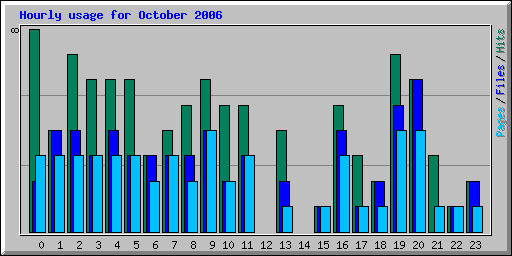 Hourly usage for October 2006
8
Pages / Files / Hits
0 1 2 3 4 5 6 7 8 9 10 11 12 13 14 15 16 17 18 19 20 21 22 23